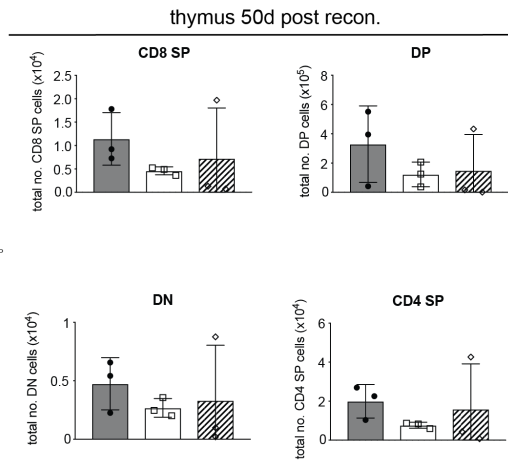 thymus 50d post recon.
CD8 SP
total no. CD8 SP cells (x10⁴)
2.5
2.0
1.5
1.0
0.5
0.0
DP
total no. DP cells (x10⁵)
8
6
4
2
0
DN
total no. DN cells (x10⁴)
1
0.5
0
CD4 SP
total no. CD4 SP cells (x10⁴)
6
4
2
0